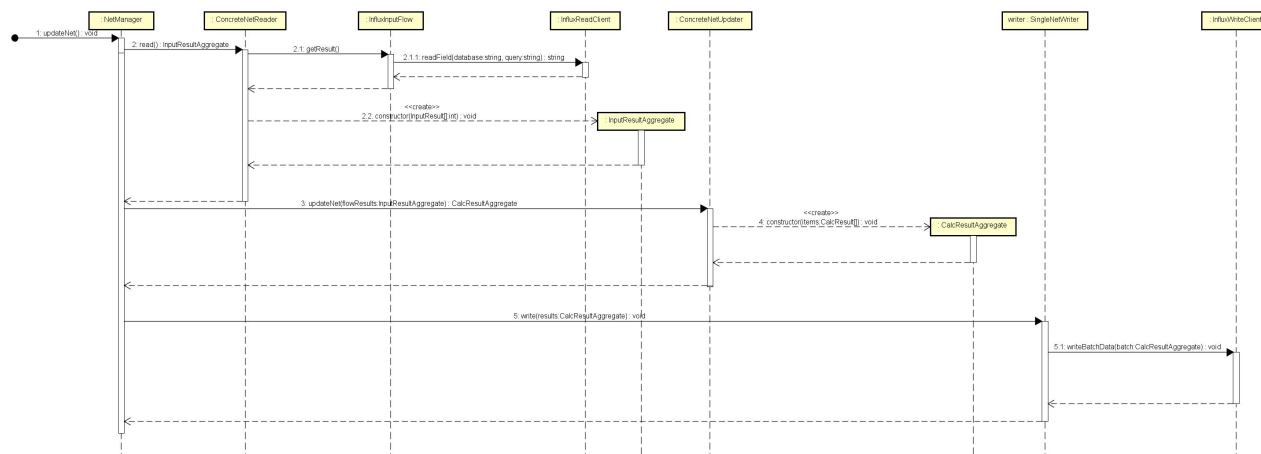 : NetManager
: ConcreteNetReader
: InfluxInputFlow
: InfluxReadClient
: ConcreteNetUpdater
writer : SingleNetWriter
: InfluxWriteClient
1: updateNet() : void
2: read() : InputResultAggregate
2.1: getResult()
2.1.1: readField(database:string, query:string) : string
<<create>>
2.2: constructor(InputResult[]:int) : void
: InputResultAggregate
3: updateNet(flowResults:InputResultAggregate) : CalcResultAggregate
<<create>>
4: constructor(items:CalcResult[]) : void
: CalcResultAggregate
5: write(results:CalcResultAggregate) : void
5.1: writeBatchData(batch:CalcResultAggregate) : void